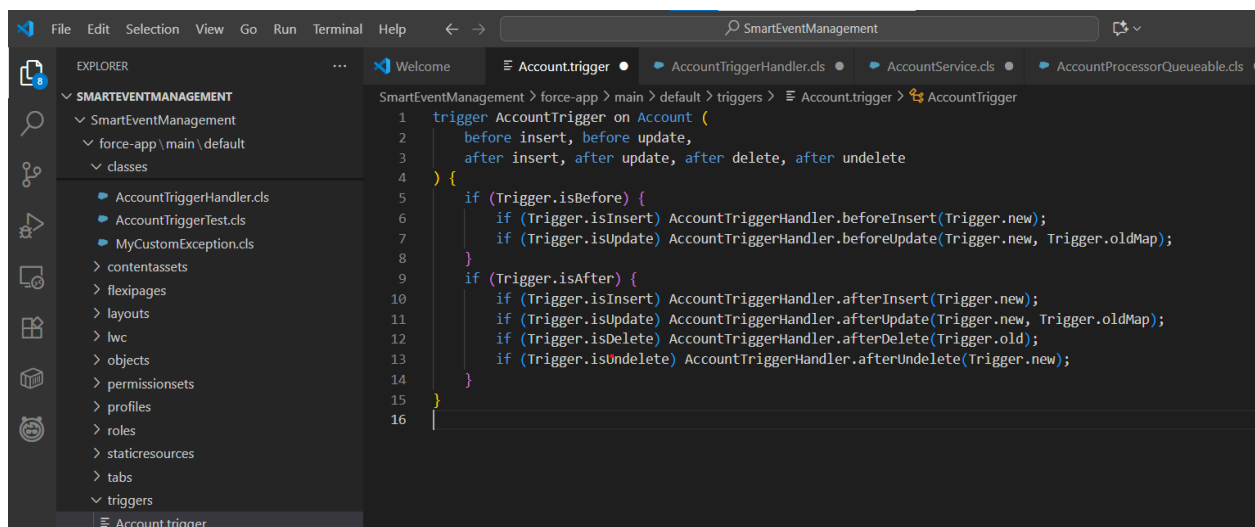 File Edit Selection View Go Run Terminal Help
SmartEventManagement
EXPLORER
8
SMARTEVENTMANAGEMENT
SmartEventManagement
force-app\main\default
classes
AccountTriggerHandler.cls
AccountTriggerTest.cls
MyCustomException.cls
contentassets
flexipages
layouts
lwc
objects
permissionsets
profiles
roles
staticresources
tabs
triggers
Account.trigger
Welcome
Account.trigger
AccountTriggerHandler.cls
AccountService.cls
AccountProcessorQueueable.cls
SmartEventManagement > force-app > main > default > triggers > Account.trigger > AccountTrigger
1 trigger AccountTrigger on Account (
2 before insert, before update,
3 after insert, after update, after delete, after undelete
4 ) {
5 if (Trigger.isBefore) {
6 if (Trigger.isInsert) AccountTriggerHandler.beforeInsert(Trigger.new);
7 if (Trigger.isUpdate) AccountTriggerHandler.beforeUpdate(Trigger.new, Trigger.oldMap);
8 }
9 if (Trigger.isAfter) {
10 if (Trigger.isInsert) AccountTriggerHandler.afterInsert(Trigger.new);
11 if (Trigger.isUpdate) AccountTriggerHandler.afterUpdate(Trigger.new, Trigger.oldMap);
12 if (Trigger.isDelete) AccountTriggerHandler.afterDelete(Trigger.old);
13 if (Trigger.isUndelete) AccountTriggerHandler.afterUndelete(Trigger.new);
14 }
15 }
16